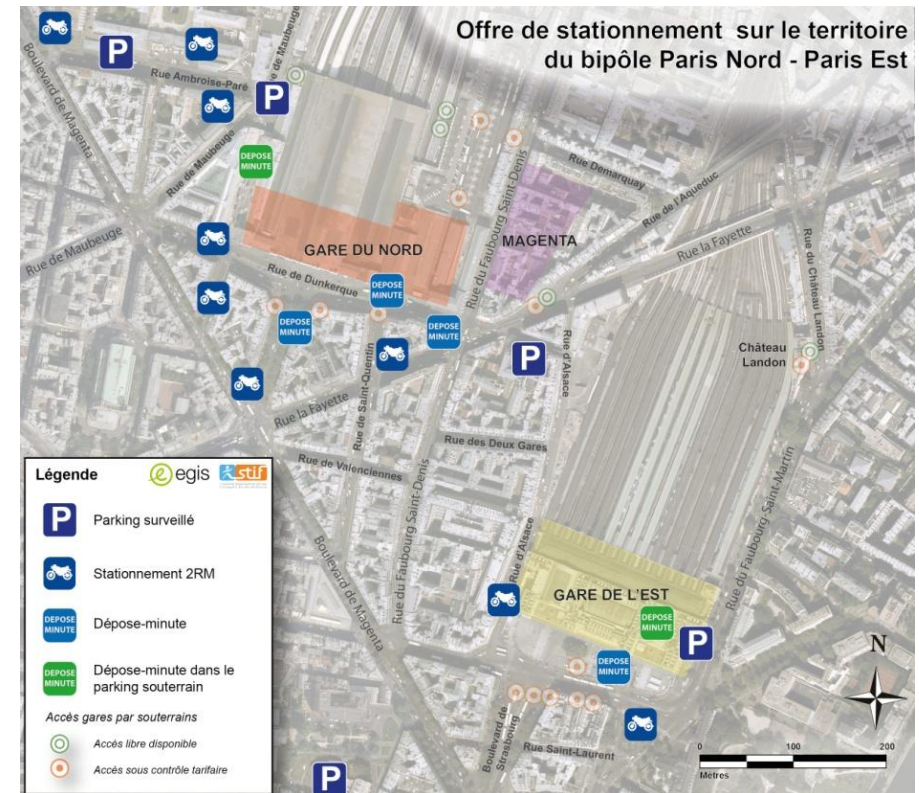 Offre de stationnement sur le territoire
du bipôle Paris Nord - Paris Est
Boulevard de Magenta
P
Rue Ambroise-Paré
Rue de Maubeuge
P
Rue de Maubeuge
DEPOSE
MINUTE
Rue de Maubeuge
GARE DU NORD
Rue de Dunkerque
DEPOSE
MINUTE
DEPOSE
MINUTE
DEPOSE
MINUTE
Rue du Faubourg Saint-Denis
MAGENTA
Rue Demarquay
Rue de l'Aqueduc
Rue la Fayette
Rue du Château Landon
Château
Landon
P
Rue d'Alsace
Rue de Saint-Quentin
Rue la Fayette
Rue des Deux Gares
Rue de Valenciennes
Rue du Faubourg Saint-Denis
Boulevard de Magenta
Rue d'Alsace
Rue du Faubourg Saint-Martin
GARE DE L'EST
DEPOSE
MINUTE
P
DEPOSE
MINUTE
Boulevard de
Strasbourg
Rue Saint-Laurent
P
Légende
egis
stif
P
Parking surveillé
Stationnement 2RM
DEPOSE
MINUTE
Dépose-minute
DEPOSE
MINUTE
Dépose-minute dans le
parking souterrain
Accès gares par souterrains
Accès libre disponible
Accès sous contrôle tarifaire
N
0 100 200
Metres